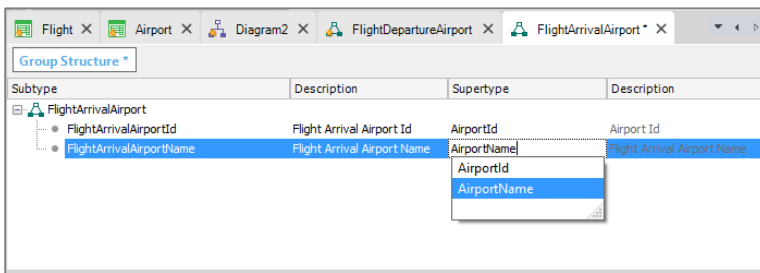 Flight Airport Diagram2 FlightDepartureAirport FlightArrivalAirport *
Group Structure *
Subtype Description Supertype Description
FlightArrivalAirport
FlightArrivalAirportId Flight Arrival Airport Id AirportId Airport Id
FlightArrivalAirportName Flight Arrival Airport Name AirportName Flight Arrival Airport Name
AirportId
AirportName